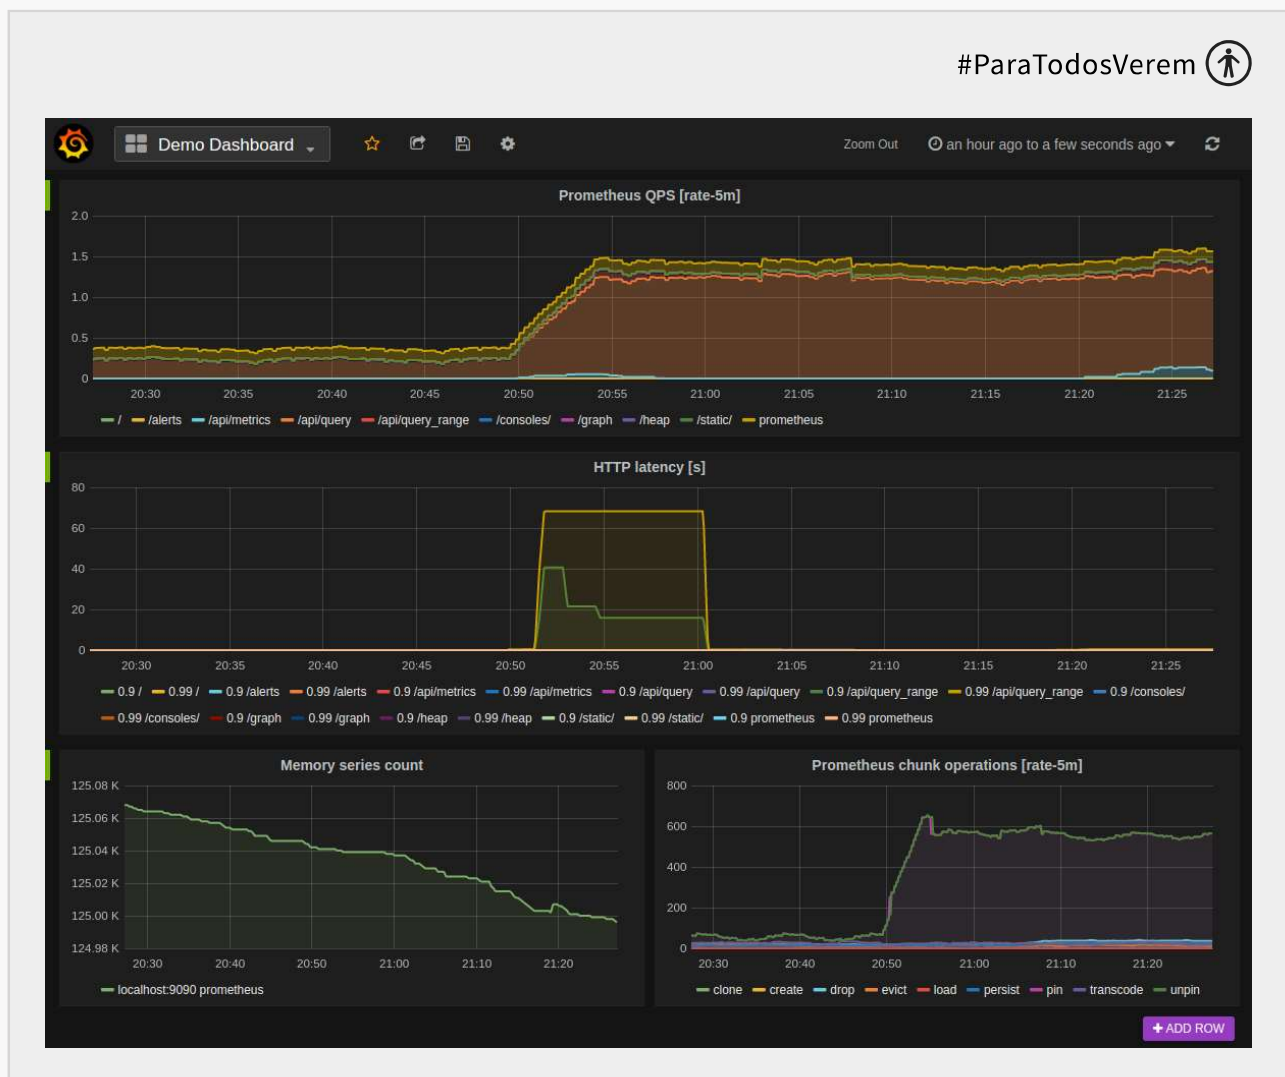 #ParaTodosVerem
Demo Dashboard
Zoom Out
an hour ago to a few seconds ago
Prometheus QPS [rate-5m]
2.0
1.5
1.0
0.5
0
20:30 20:35 20:40 20:45 20:50 20:55 21:00 21:05 21:10 21:15 21:20 21:25
/ /alerts /api/metrics /api/query /api/query_range /consoles/ /graph /heap /static/ prometheus
HTTP latency [s]
80
60
40
20
0
20:30 20:35 20:40 20:45 20:50 20:55 21:00 21:05 21:10 21:15 21:20 21:25
0.9 / 0.99 / 0.9 /alerts 0.99 /alerts 0.9 /api/metrics 0.99 /api/metrics 0.9 /api/query 0.99 /api/query 0.9 /api/query_range 0.99 /api/query_range 0.9 /consoles/
0.99 /consoles/ 0.9 /graph 0.99 /graph 0.9 /heap 0.99 /heap 0.9 /static/ 0.99 /static/ 0.9 prometheus 0.99 prometheus
Memory series count
125.08 K
125.06 K
125.04 K
125.02 K
125.00 K
124.98 K
20:30 20:40 20:50 21:00 21:10 21:20
localhost:9090 prometheus
Prometheus chunk operations [rate-5m]
800
600
400
200
0
20:30 20:40 20:50 21:00 21:10 21:20
clone create drop evict load persist pin transcode unpin
ADD ROW